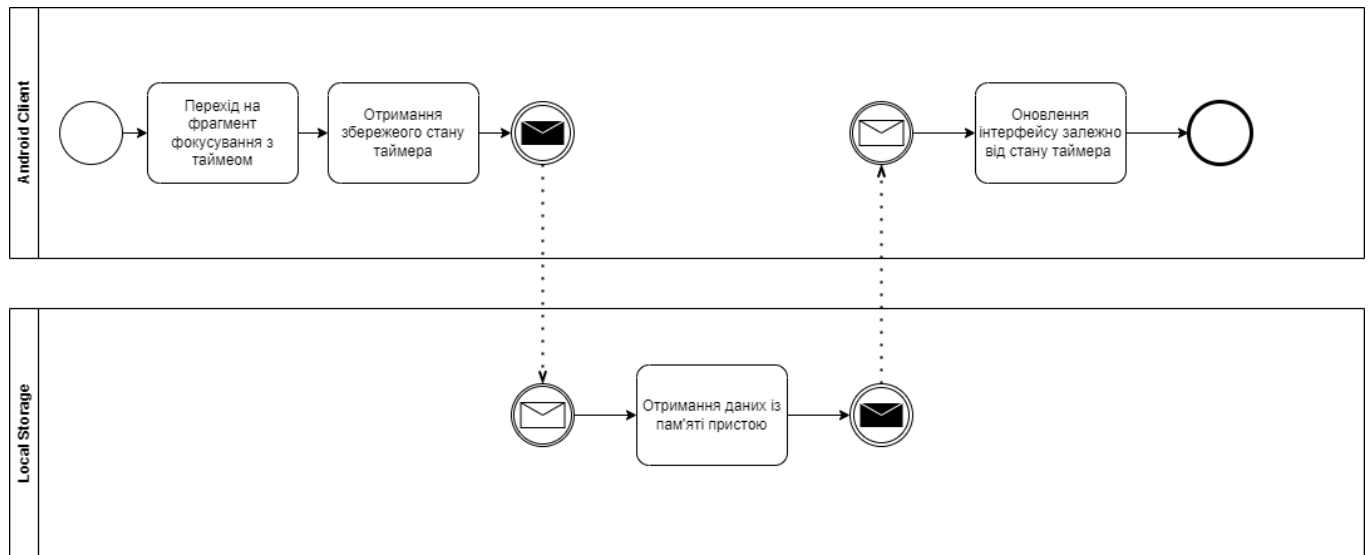 Android Client
Перехід на
фрагмент
фокусування з
таймеом
Отримання
збережеого стану
таймера
Оновлення
інтерфейсу залежно
від стану таймера
Local Storage
Отримання даних із
пам'яті пристою